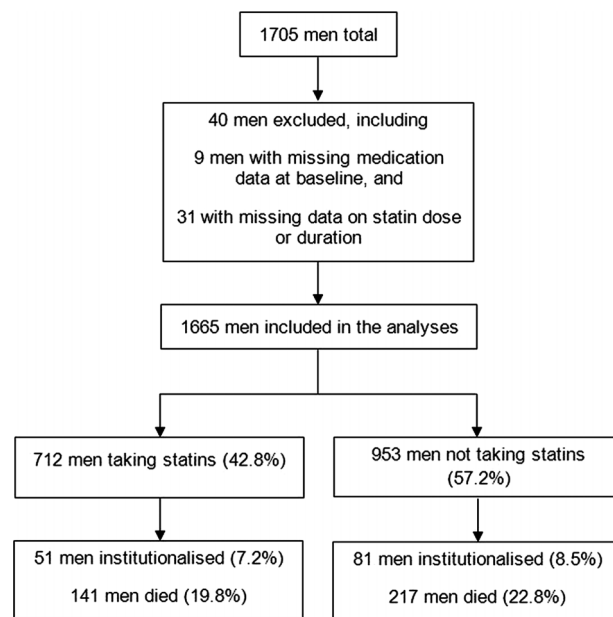 1705 men total
40 men excluded, including
9 men with missing medication
data at baseline, and
31 with missing data on statin dose
or duration
1665 men included in the analyses
712 men taking statins (42.8%)
953 men not taking statins
(57.2%)
51 men institutionalised (7.2%)
141 men died (19.8%)
81 men institutionalised (8.5%)
217 men died (22.8%)